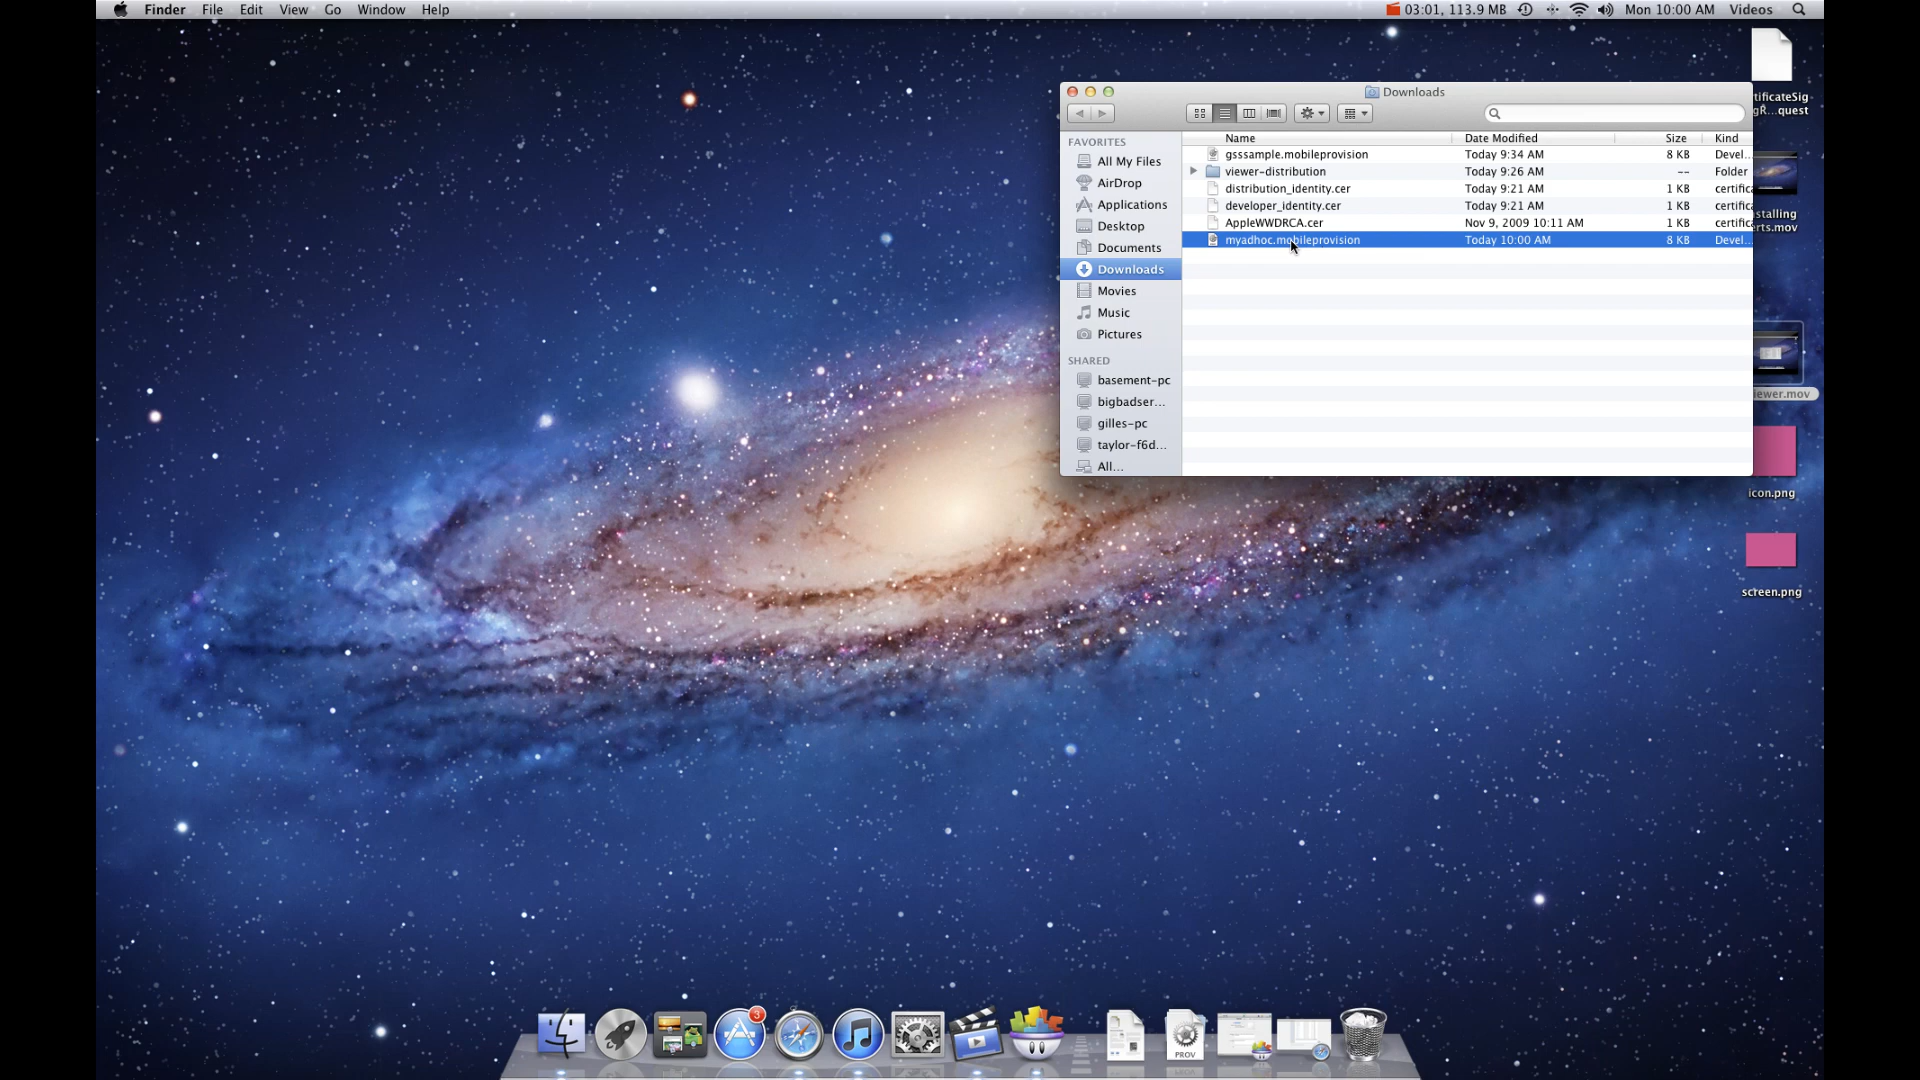 Finder File Edit View Go Window Help 03:01, 113.9 MB Mon 10:00 AM Videos
Downloads
FAVORITES
All My Files
AirDrop
Applications
Desktop
Documents
Downloads
Movies
Music
Pictures
SHARED
basement-pc
bigbadser...
gilles-pc
taylor-f6d...
All...
Name Date Modified Size Kind
gsssample.mobileprovision Today 9:34 AM 8 KB Devel...
viewer-distribution Today 9:26 AM -- Folder
distribution_identity.cer Today 9:21 AM 1 KB certifica
developer_identity.cer Today 9:21 AM 1 KB certifica
AppleWWDRCA.cer Nov 9, 2009 10:11 AM 1 KB certifica
myadhoc.mobileprovision Today 10:00 AM 8 KB Devel...
tificateSig
gR...quest
stalling
erts.mov
iewer.mov
icon.png
screen.png
3
PROV